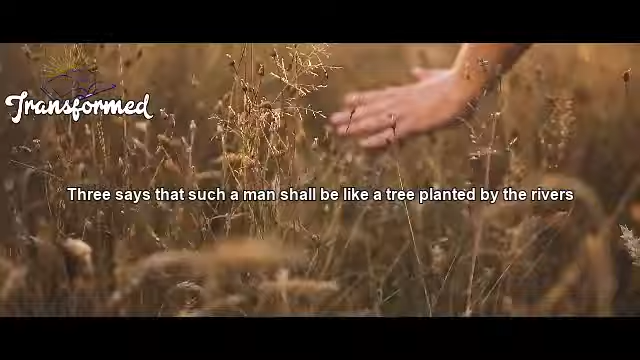 Transformed
Three says that such a man shall be like a tree planted by the rivers